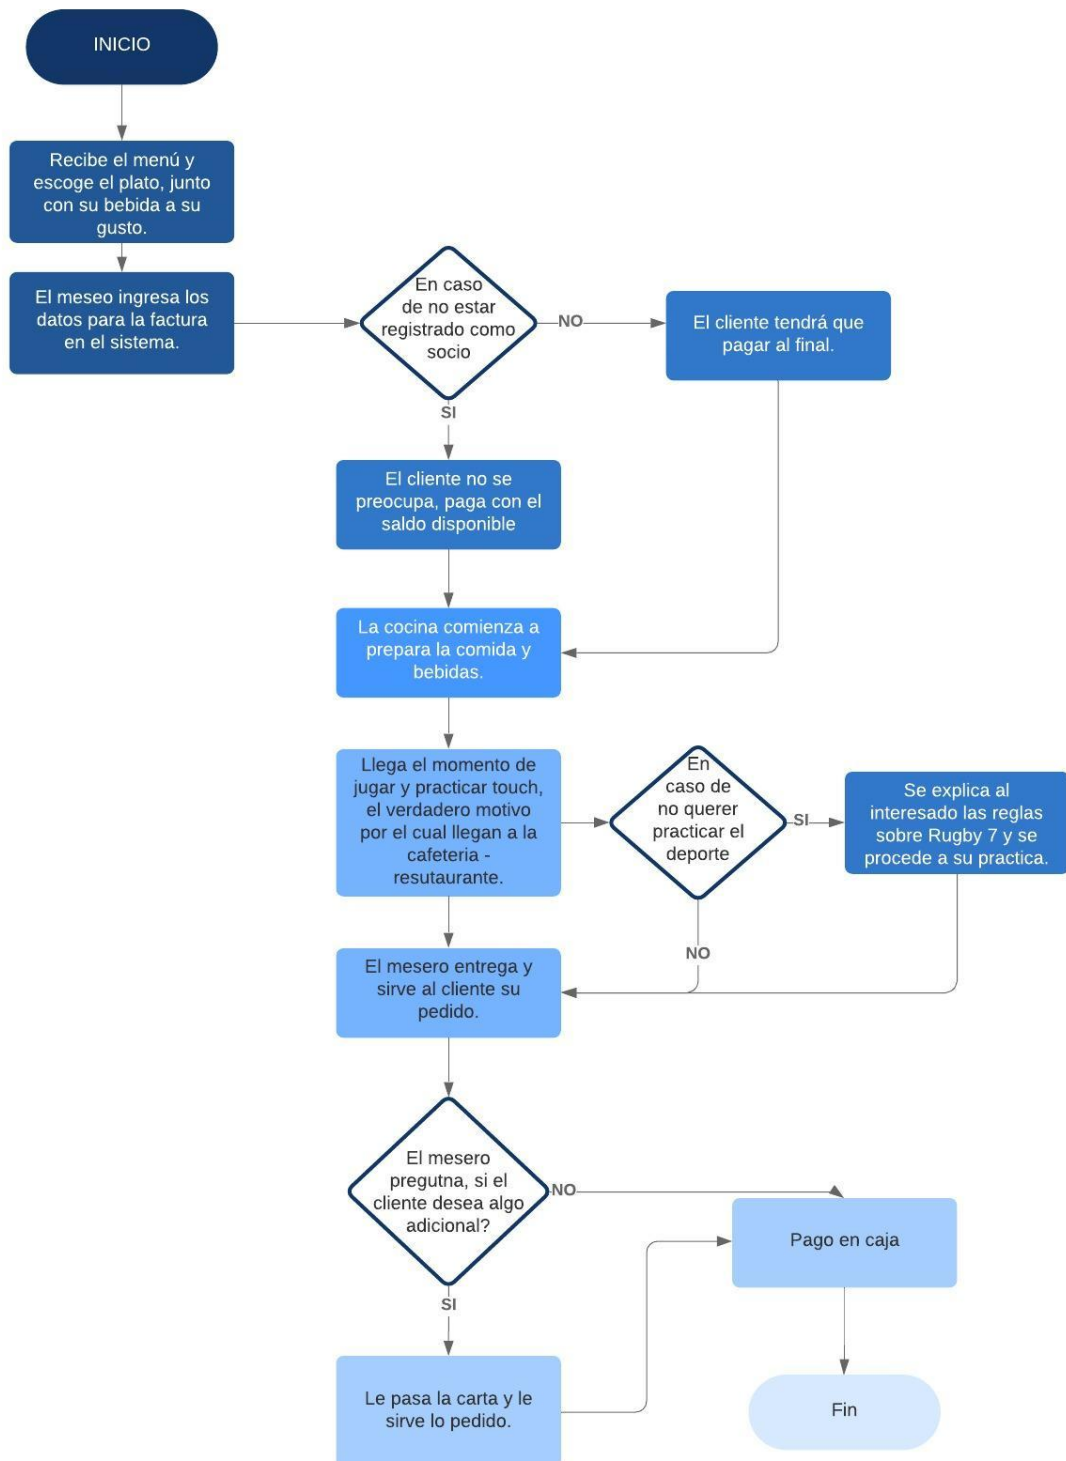 INICIO
Recibe el menú y
escoge el plato, junto
con su bebida a su
gusto.
El meseo ingresa los
datos para la factura
en el sistema.
En caso
de no estar
registrado como
socio
NO
El cliente tendrá que
pagar al final.
SI
El cliente no se
preocupa, paga con el
saldo disponible
La cocina comienza a
prepara la comida y
bebidas.
Llega el momento de
jugar y practicar touch,
el verdadero motivo
por el cual llegan a la
cafeteria -
resutaurante.
En
caso de
no querer
practicar el
deporte
SI
Se explica al
interesado las reglas
sobre Rugby 7 y se
procede a su practica.
NO
El mesero entrega y
sirve al cliente su
pedido.
El mesero
pregutna, si el
cliente desea algo
adicional?
NO
Pago en caja
SI
Le pasa la carta y le
sirve lo pedido.
Fin